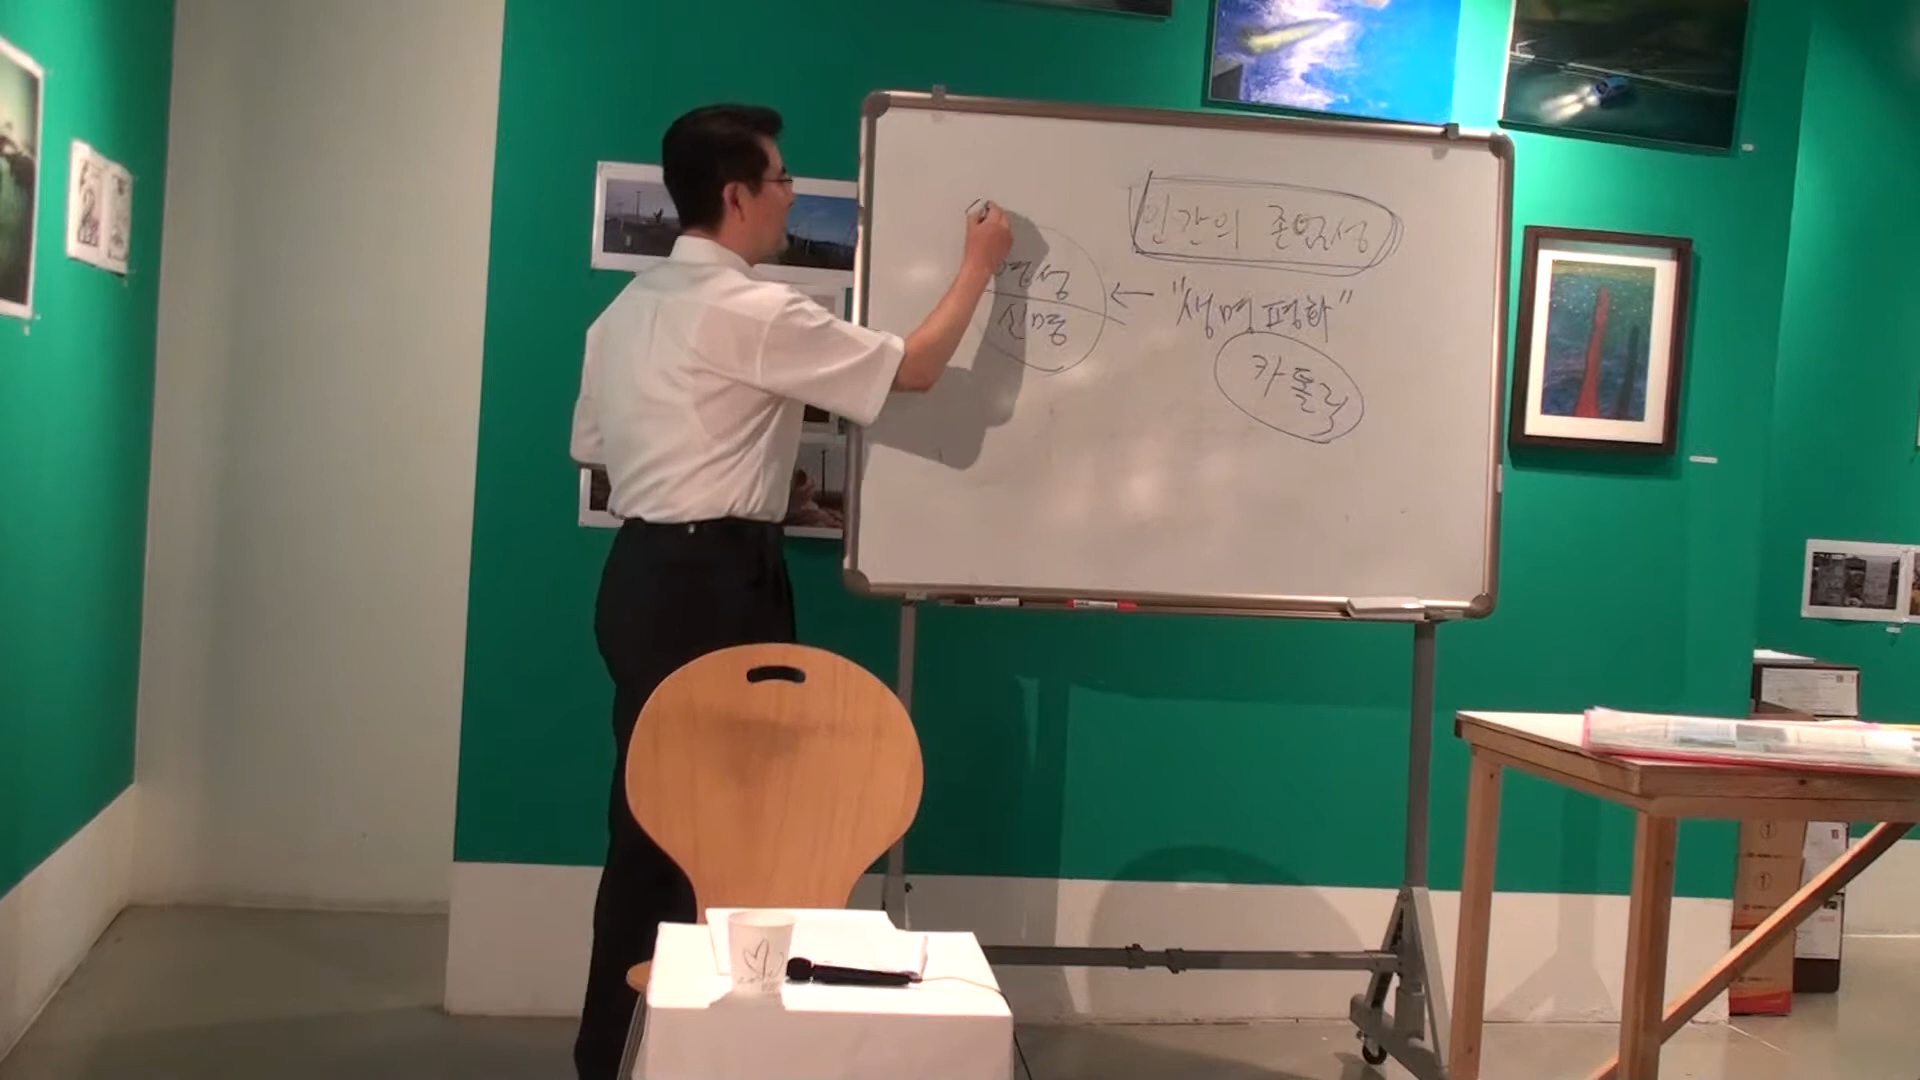 인간의 존엄성
"생명평화"
카톨릭
영성
신명